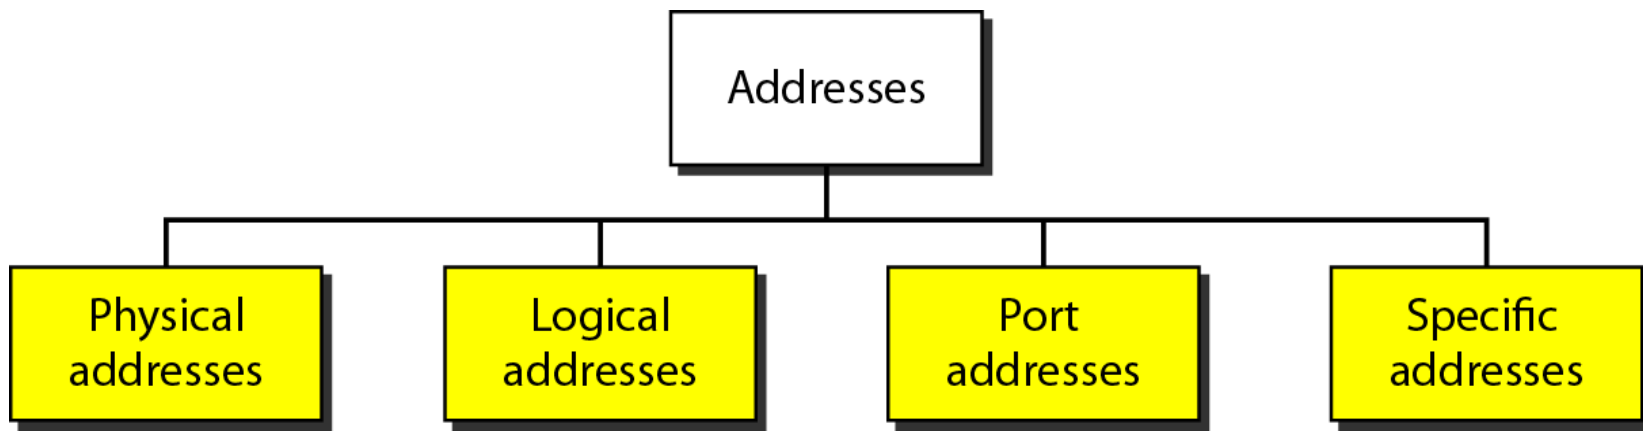 Addresses
Physical
addresses
Logical
addresses
Port
addresses
Specific
addresses